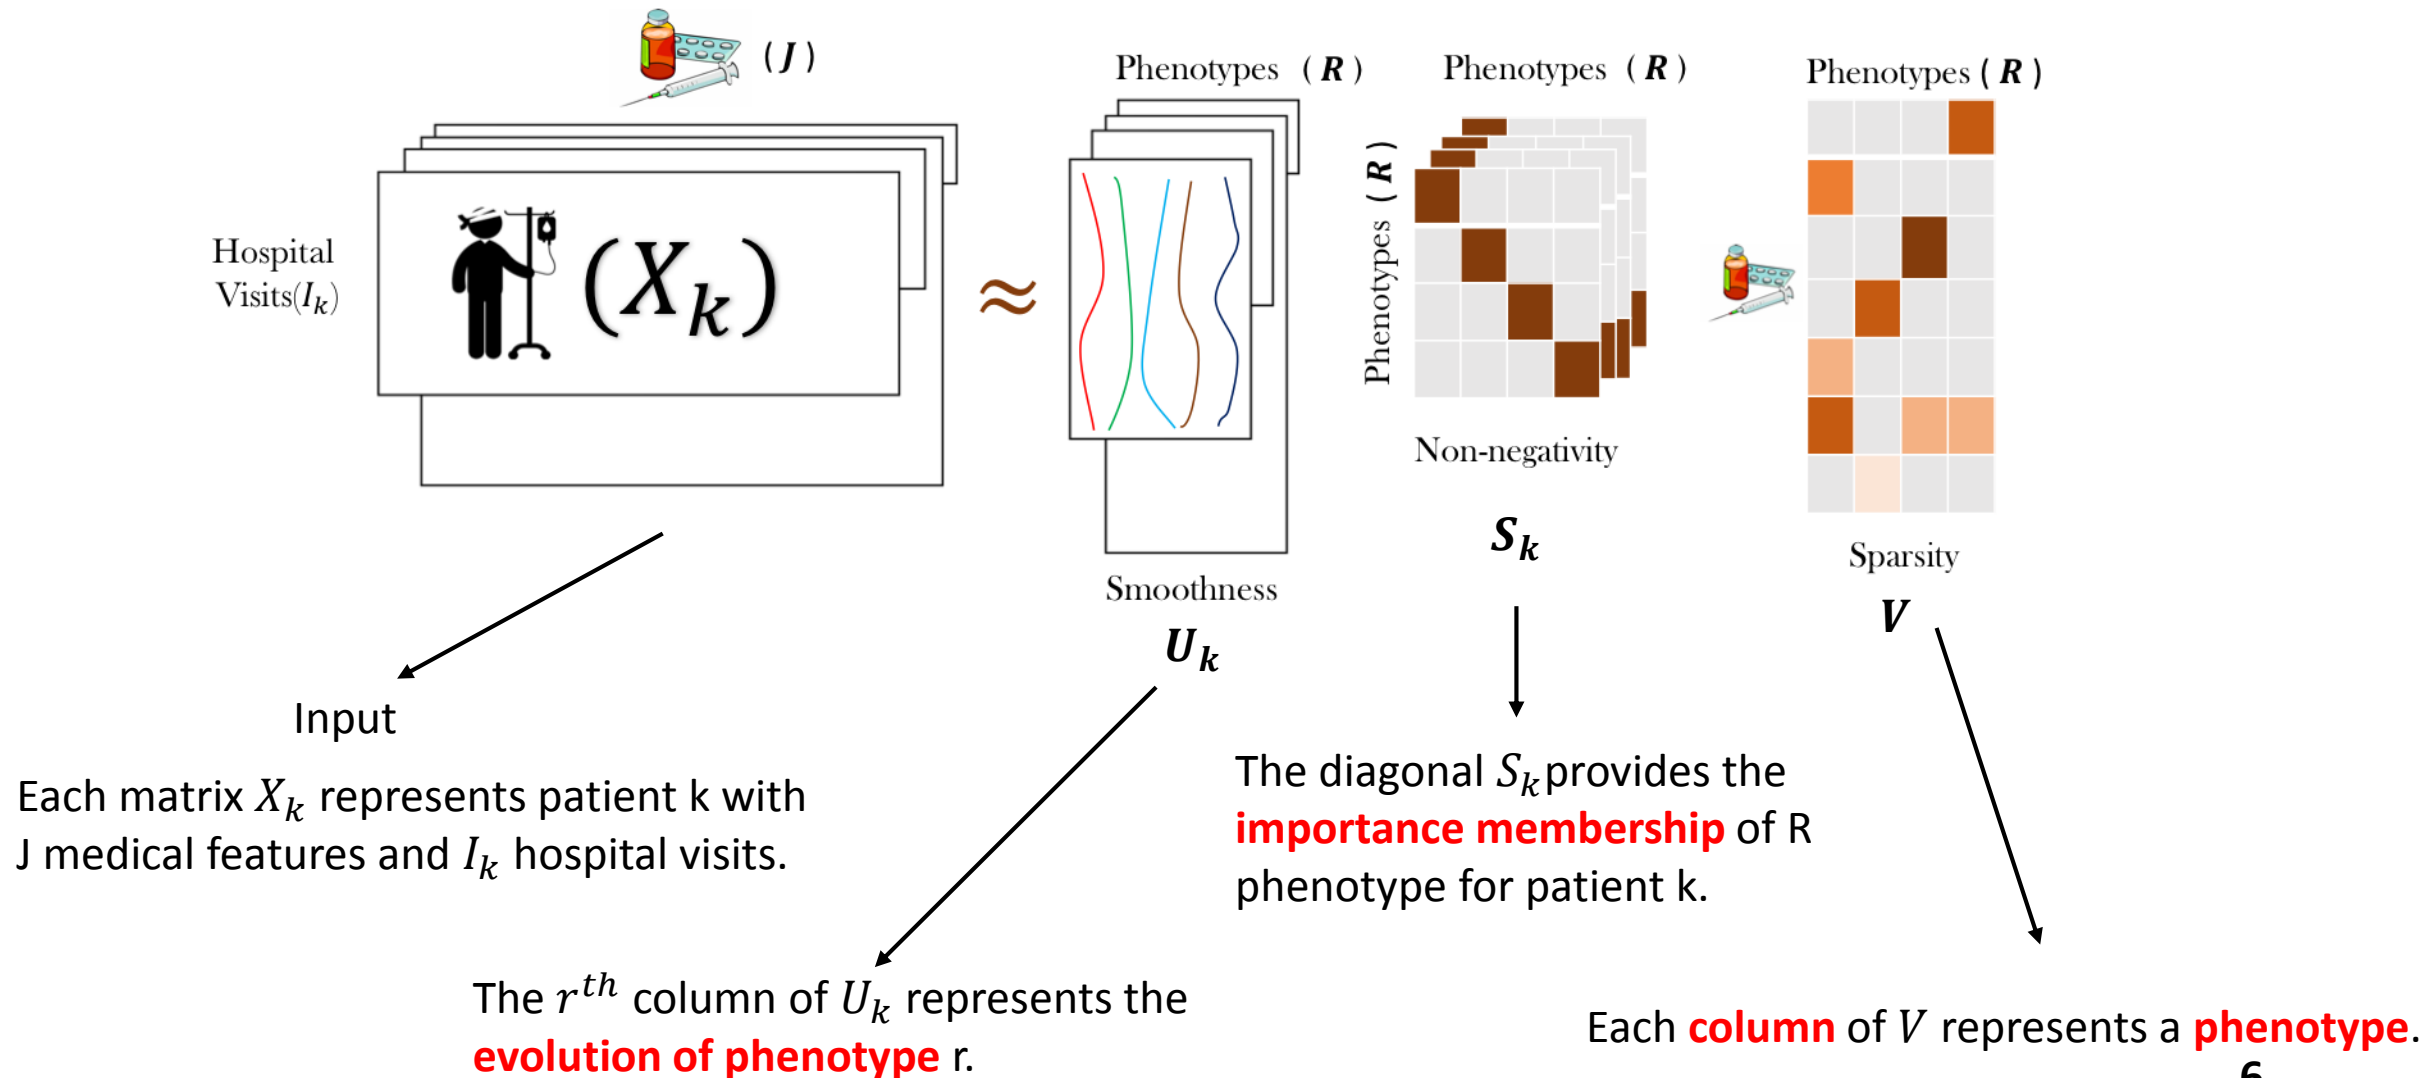 (J)
Phenotypes (R)
Phenotypes (R)
Phenotypes (R)
Hospital
Visits(I_k)
(X_k)
≈
Phenotypes (R)
Non-negativity
S_k
Sparsity
V
Smoothness
U_k
Input
Each matrix X_k represents patient k with
J medical features and I_k hospital visits.
The diagonal S_k provides the
importance membership of R
phenotype for patient k.
The r^th column of U_k represents the
evolution of phenotype r.
Each column of V represents a phenotype.
6